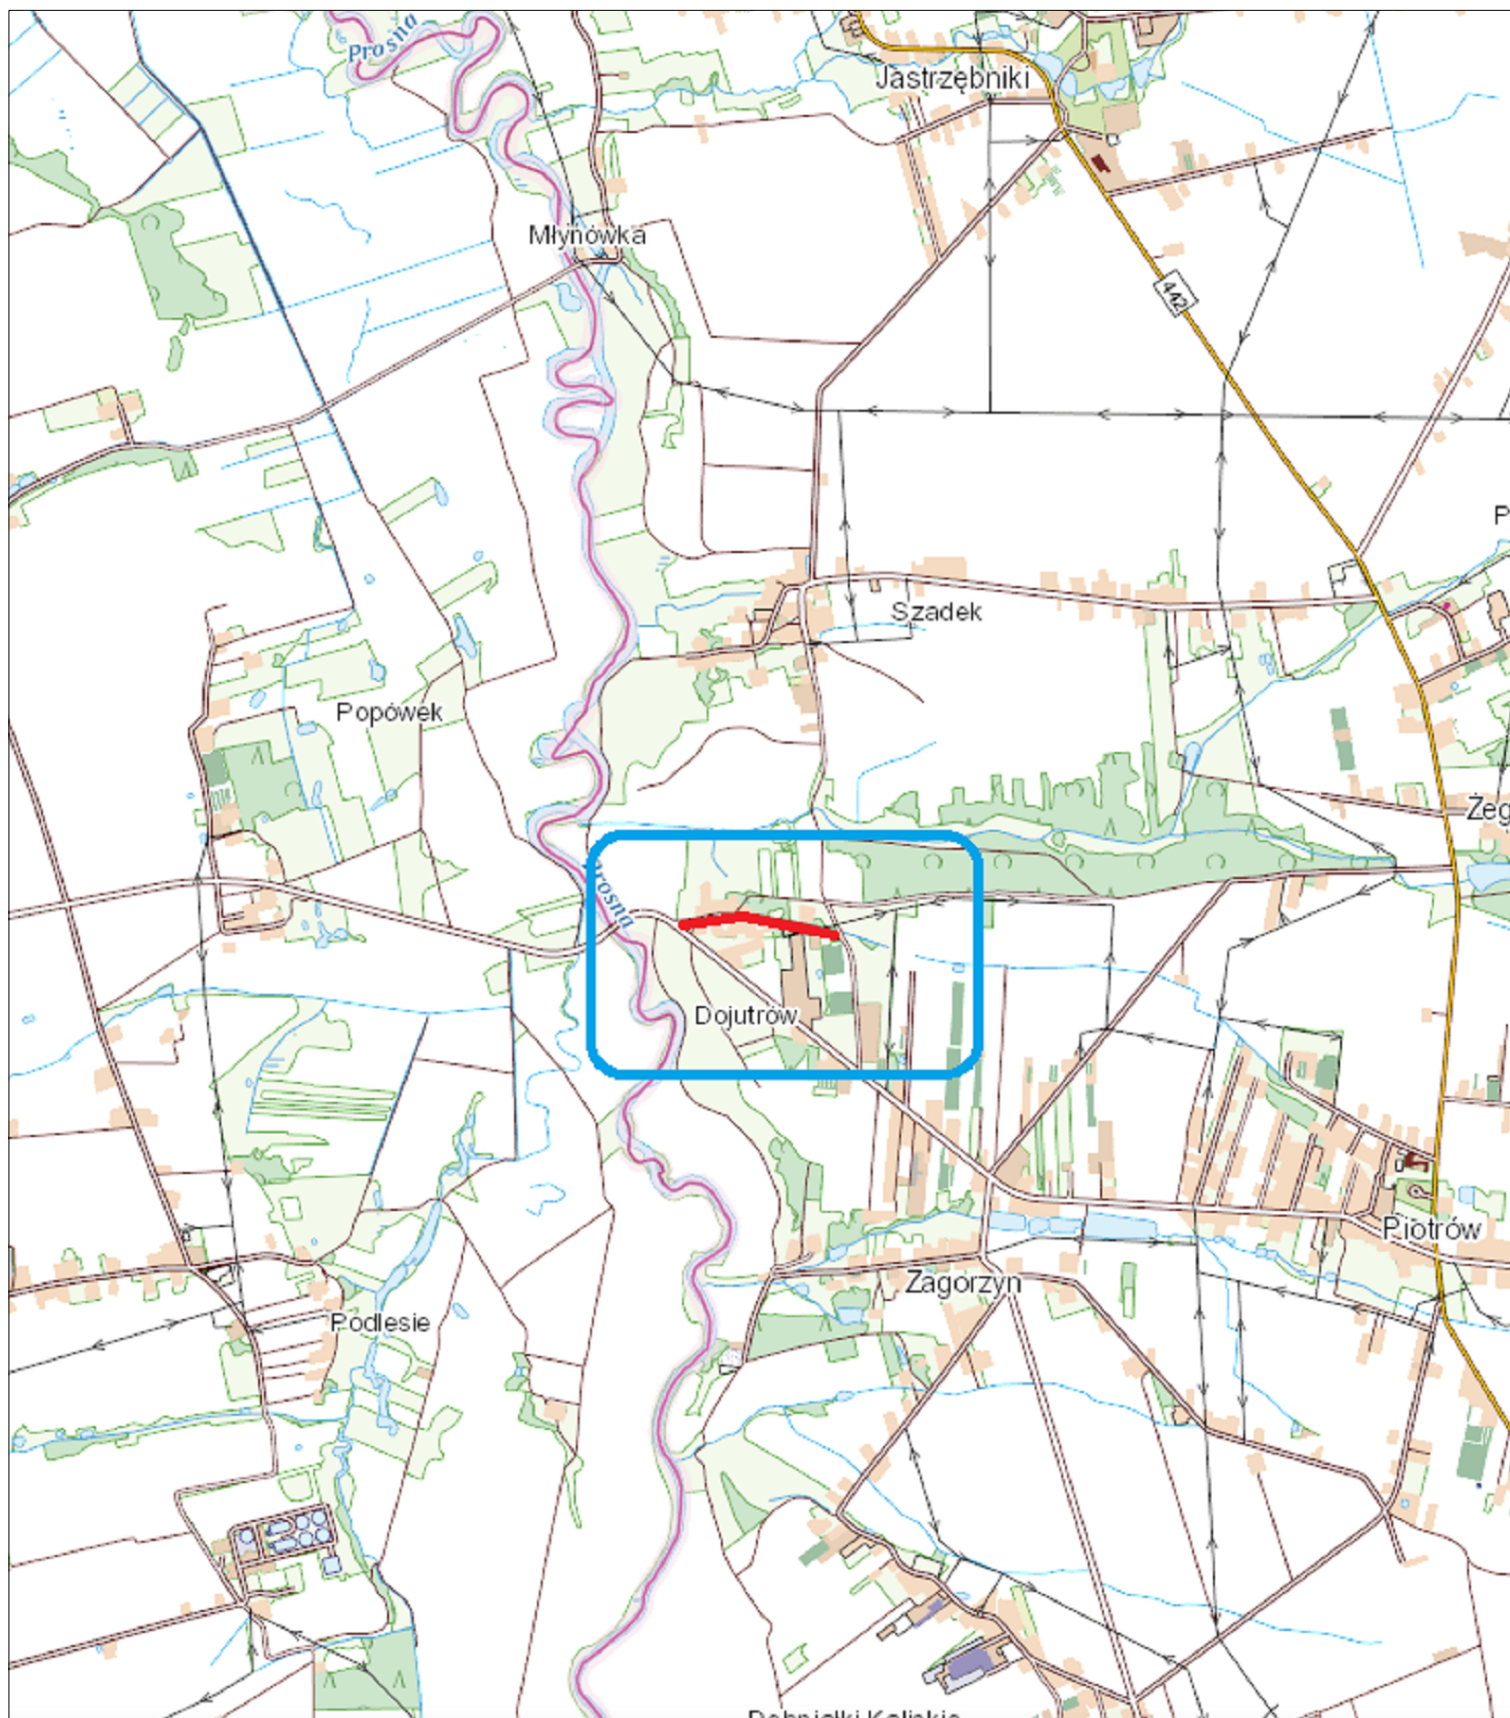 Prosna
Jastrzębniki
Młynówka
442
P
Szadek
Popówek
Żeg
Prosna
Dojutrów
Piotrów
Zagorzyn
Podlesie